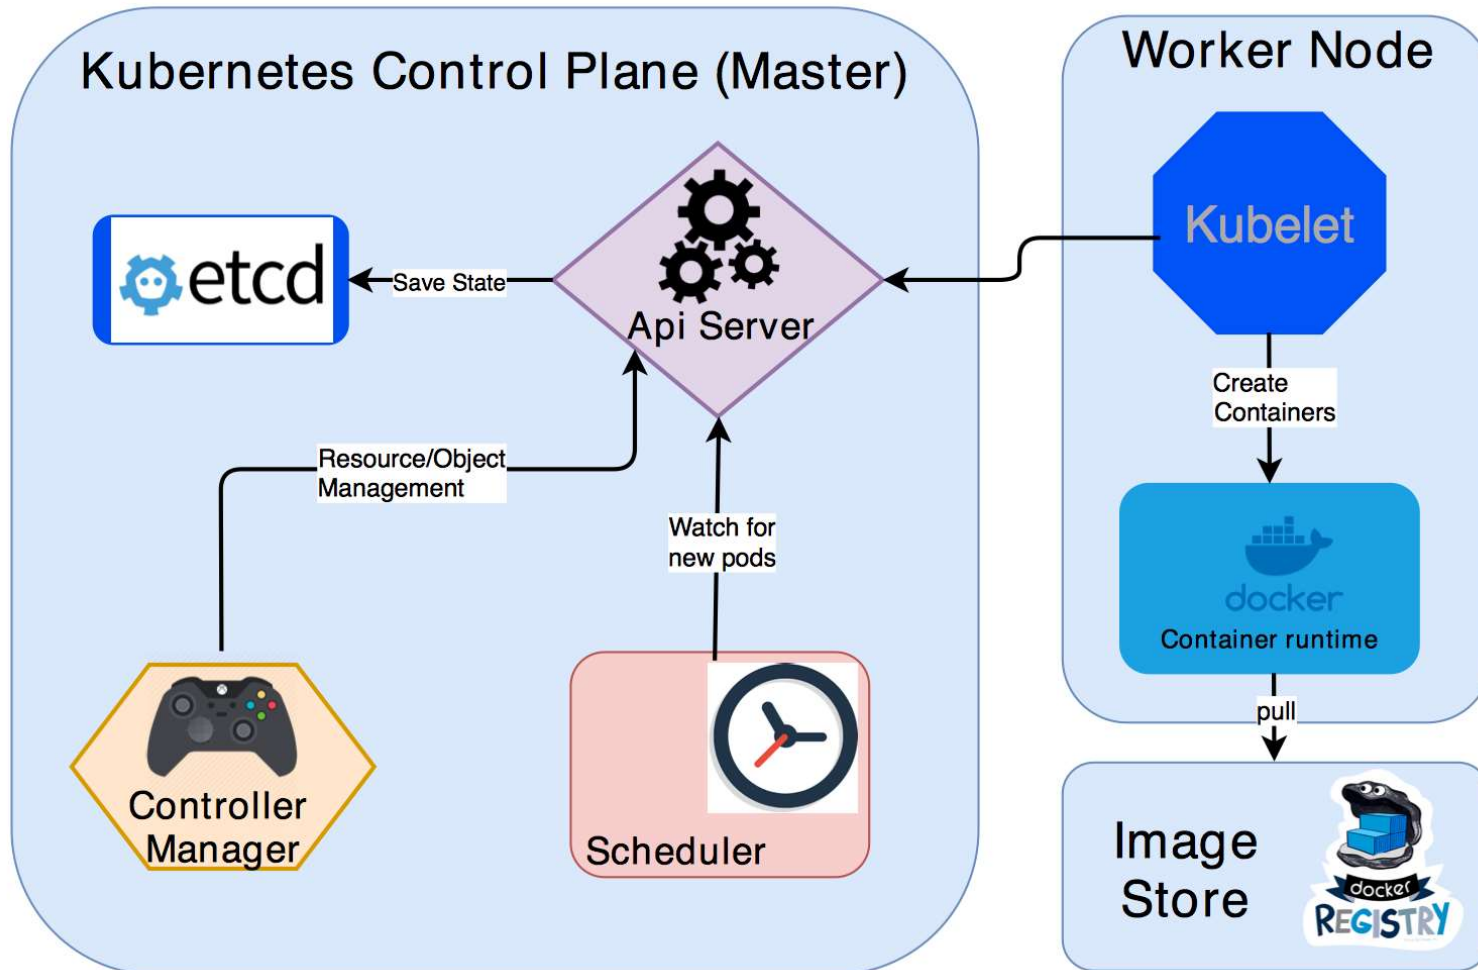 Kubernetes Control Plane (Master)
etcd
Save State
Api Server
Resource/Object
Management
Watch for
new pods
Controller
Manager
Scheduler
Worker Node
Kubelet
Create
Containers
docker
Container runtime
pull
Image
Store
docker
REGISTRY